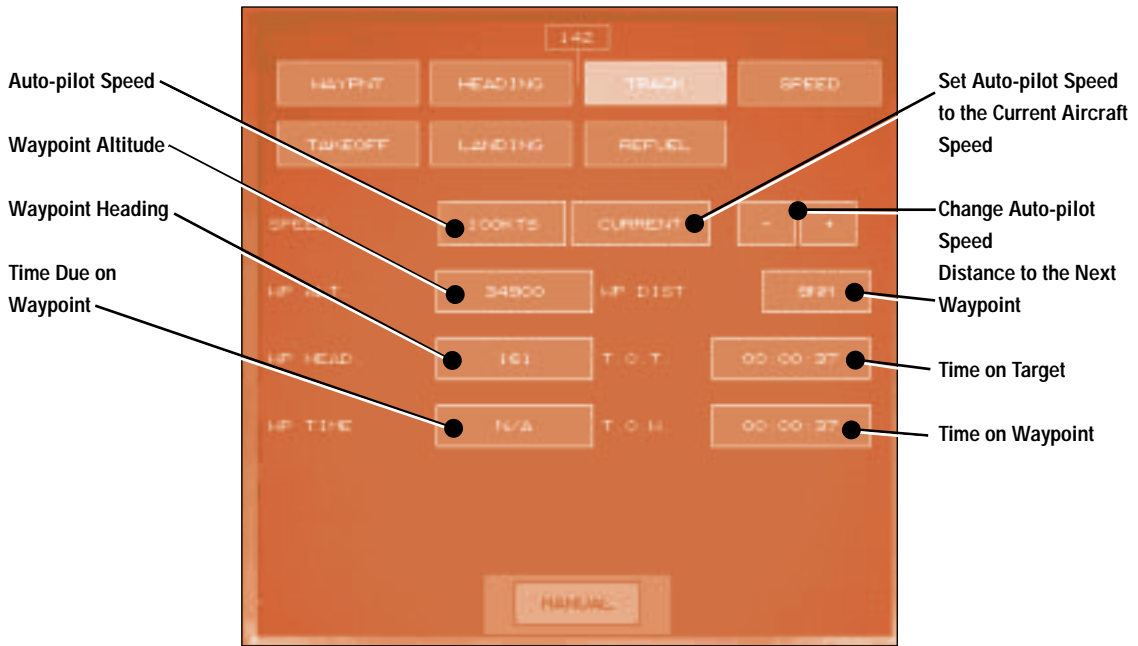 142
WAYPNT HEADING TRACK SPEED
TAKEOFF LANDING REFUEL
SPEED CURRENT - +
WP ALT 34900 WP DIST
WP HEAD 161 T.O.T. 00:00:37
WP TIME N/A T.O.W. 00:00:37
MANUAL
Auto-pilot Speed
Waypoint Altitude
Waypoint Heading
Time Due on
Waypoint
Set Auto-pilot Speed
to the Current Aircraft
Speed
Change Auto-pilot
Speed
Distance to the Next
Waypoint
Time on Target
Time on Waypoint